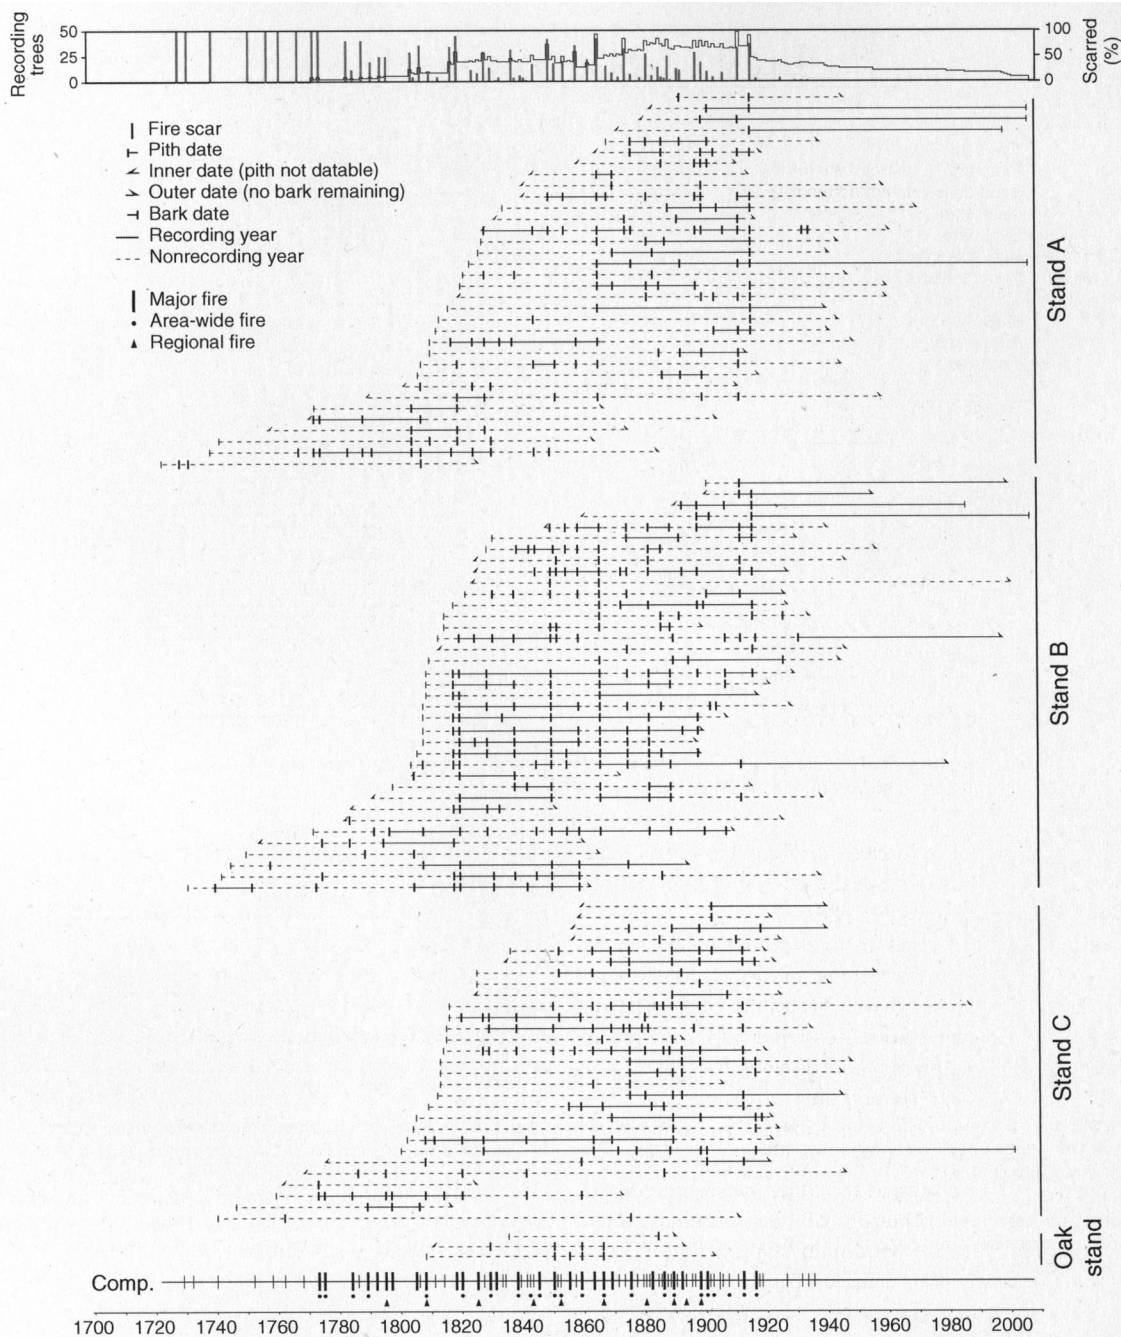 Recording
trees
50
25
0
100
50
0
Scarred
(%)
Fire scar
Pith date
Inner date (pith not datable)
Outer date (no bark remaining)
Bark date
Recording year
Nonrecording year
Major fire
Area-wide fire
Regional fire
Stand A
Stand B
Stand C
Oak
stand
Comp.
1700 1720 1740 1760 1780 1800 1820 1840 1860 1880 1900 1920 1940 1960 1980 2000